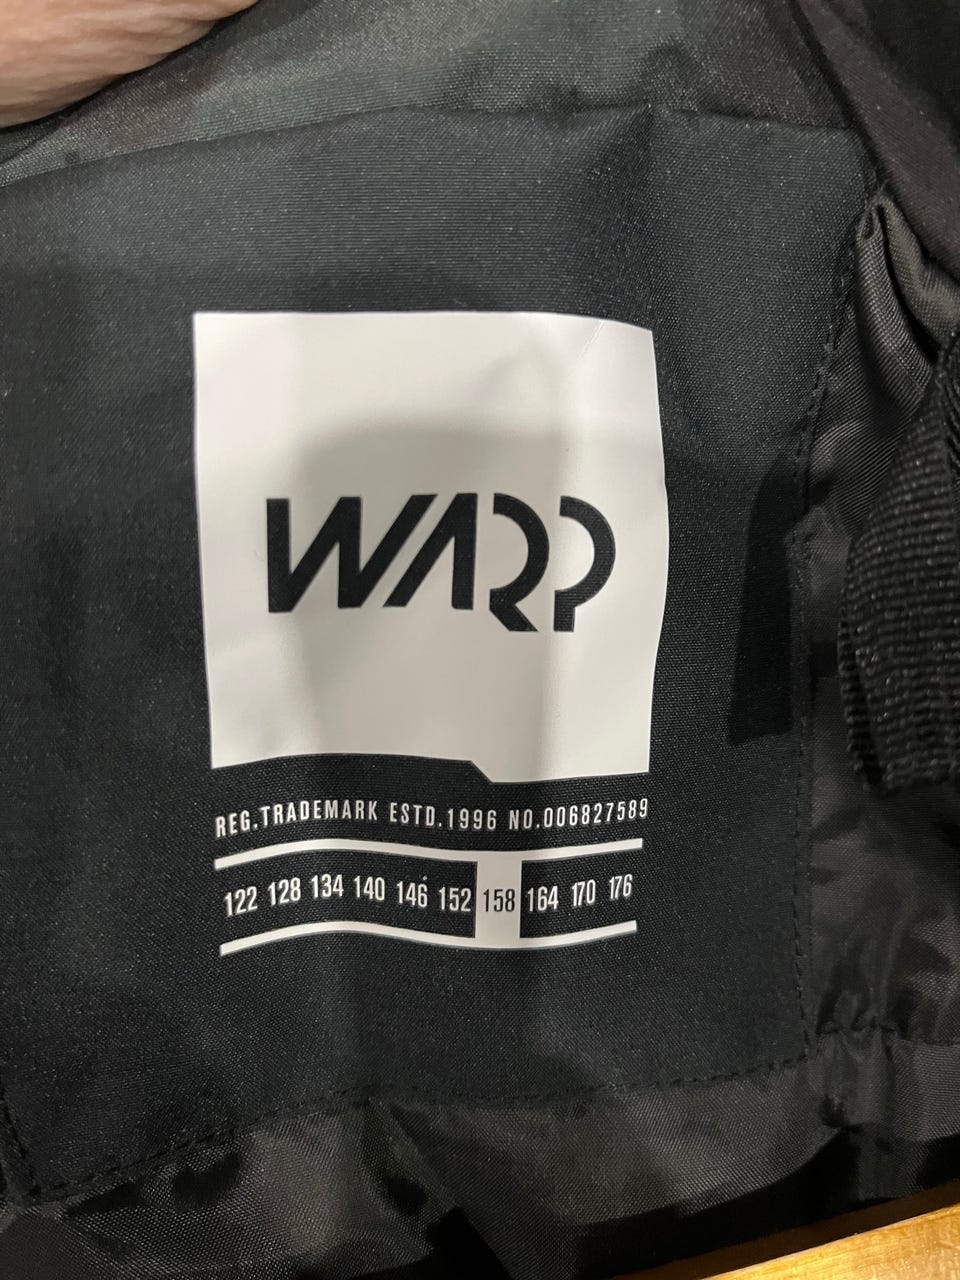 WARP
REG.TRADEMARK ESTD.1996 NO.006827589
122 128 134 140 146 152 158 164 170 176